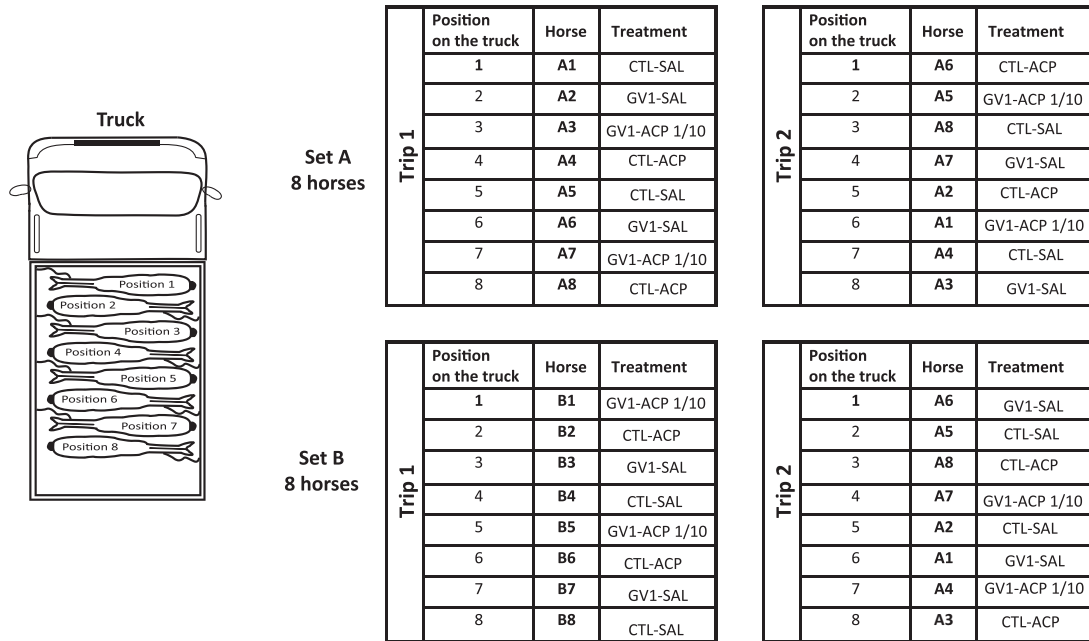 Truck
Position 1
Position 2
Position 3
Position 4
Position 5
Position 6
Position 7
Position 8
Set A
8 horses
Trip 1
Position on the truck Horse Treatment
1 A1 CTL-SAL
2 A2 GV1-SAL
3 A3 GV1-ACP 1/10
4 A4 CTL-ACP
5 A5 CTL-SAL
6 A6 GV1-SAL
7 A7 GV1-ACP 1/10
8 A8 CTL-ACP
Trip 2
Position on the truck Horse Treatment
1 A6 CTL-ACP
2 A5 GV1-ACP 1/10
3 A8 CTL-SAL
4 A7 GV1-SAL
5 A2 CTL-ACP
6 A1 GV1-ACP 1/10
7 A4 CTL-SAL
8 A3 GV1-SAL
Set B
8 horses
Trip 1
Position on the truck Horse Treatment
1 B1 GV1-ACP 1/10
2 B2 CTL-ACP
3 B3 GV1-SAL
4 B4 CTL-SAL
5 B5 GV1-ACP 1/10
6 B6 CTL-ACP
7 B7 GV1-SAL
8 B8 CTL-SAL
Trip 2
Position on the truck Horse Treatment
1 A6 GV1-SAL
2 A5 CTL-SAL
3 A8 CTL-ACP
4 A7 GV1-ACP 1/10
5 A2 CTL-SAL
6 A1 GV1-SAL
7 A4 GV1-ACP 1/10
8 A3 CTL-ACP